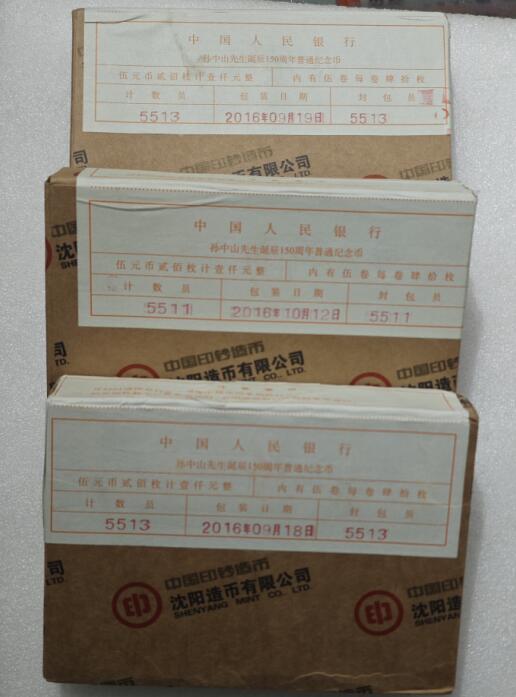 中国人民银行
孙中山先生诞辰150周年普通纪念币
伍元币贰佰枚计壹仟元整 内有伍卷每卷肆拾枚
计数员 包装日期 封包员
5513 2016年09月19日 5513
中国印钞造币
沈阳造币有限公司
中国人民银行
孙中山先生诞辰150周年普通纪念币
伍元币贰佰枚计壹仟元整 内有伍卷每卷肆拾枚
计数员 包装日期 封包员
5511 2016年10月12日 5511
中国印钞造币
沈阳造币有限公司
SHENYANG MINT CO., LTD.
中国人民银行
孙中山先生诞辰150周年普通纪念币
伍元币贰佰枚计壹仟元整 内有伍卷每卷肆拾枚
计数员 包装日期 封包员
5513 2016年09月18日 5513
限公司
LTD.
印
中国印钞造币
沈阳造币有限公司
SHENYANG MINT CO., LTD.
沈阳
SHENY